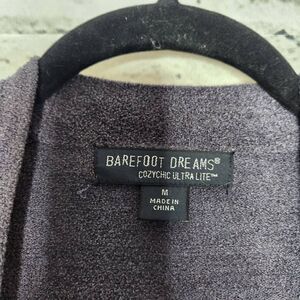 BAREFOOT DREAMS®
COZYCHIC ULTRA LITE™
M
MADE IN
CHINA